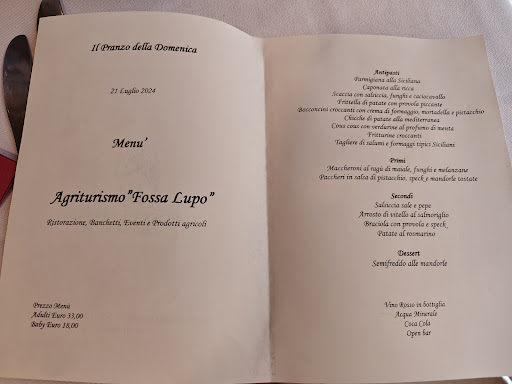 Il Pranzo della Domenica
21 Luglio 2024
Menu'
Agriturismo"Fossa Lupo"
Ristorazione, Banchetti, Eventi e Prodotti agricoli
Prezzo Menù
Adulti Euro 33,00
Baby Euro 18,00
Antipasti
Parmigiana alla Siciliana
Caponata alla ricca
Scaccia con salsiccia, funghi e caciocavallo
Frittella di patate con provola piccante
Bocconcini croccanti con crema di formaggio, mortadella e pistacchio
Chicche di patate alla mediterranea
Cous cous con verdurine al profumo di menta
Fritturine croccanti
Tagliere di salumi e formaggi tipici Siciliani
Primi
Maccheroni al ragù di maiale, funghi e melanzane
Paccheri in salsa di pistacchio, speck e mandorle tostate
Secondi
Salsiccia sale e pepe
Arrosto di vitello al salmoriglio
Braciola con provola e speck
Patate al rosmarino
Dessert
Semifreddo alle mandorle
Vino Rosso in bottiglia
Acqua Minerale
Coca Cola
Open bar